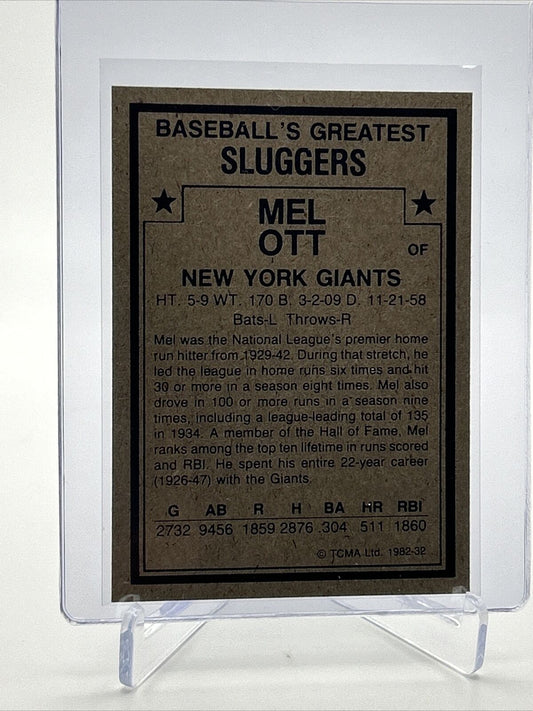 BASEBALL'S GREATEST
SLUGGERS
MEL
OTT
OF
NEW YORK GIANTS
HT. 5-9 WT. 170 B. 3-2-09 D. 11-21-58
Bats-L Throws-R
Mel was the National League's premier home
run hitter from 1929-42. During that stretch, he
led the league in home runs six times and hit
30 or more in a season eight times. Mel also
drove in 100 or more runs in a season nine
times, including a league-leading total of 135
in 1934. A member of the Hall of Fame, Mel
ranks among the top ten lifetime in runs scored
and RBI. He spent his entire 22-year career
(1926-47) with the Giants.
G AB R H BA HR RBI
2732 9456 1859 2876 .304 511 1860
© TCMA Ltd. 1982-32